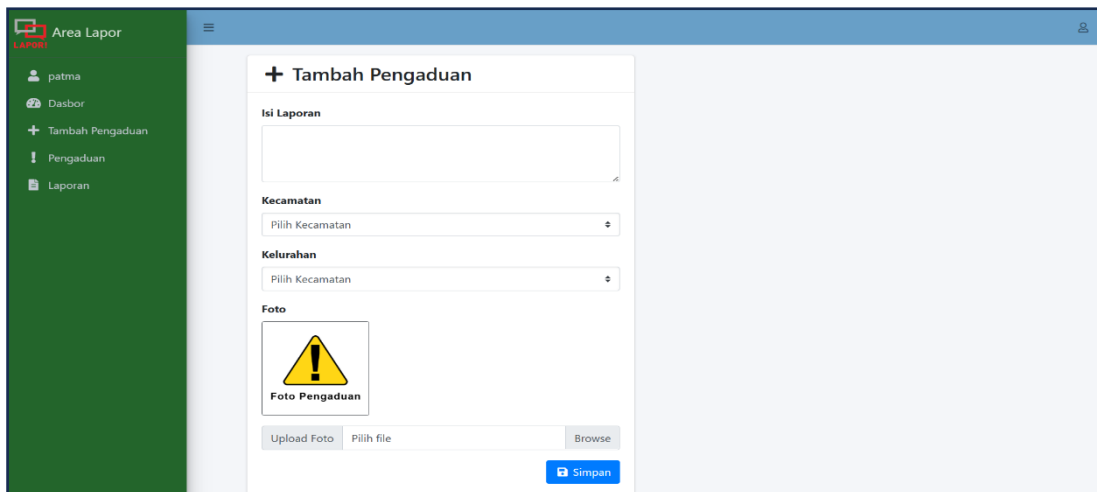 LAPOR!
Area Lapor
patma
Dasbor
Tambah Pengaduan
Pengaduan
Laporan
Tambah Pengaduan
Isi Laporan
Kecamatan
Pilih Kecamatan
Kelurahan
Pilih Kecamatan
Foto
Foto Pengaduan
Upload Foto Pilih file Browse
Simpan